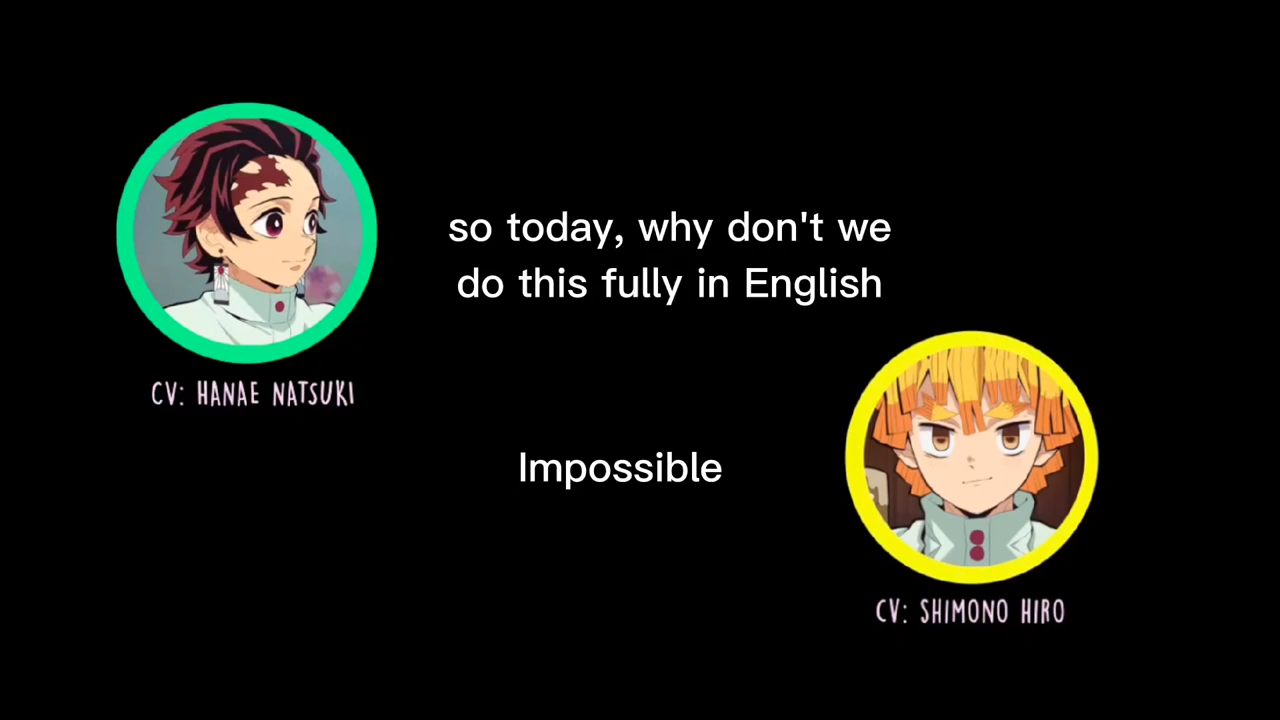 so today, why don't we
do this fully in English
CV: HANAE NATSUKI
Impossible
CV: SHIMONO HIRO